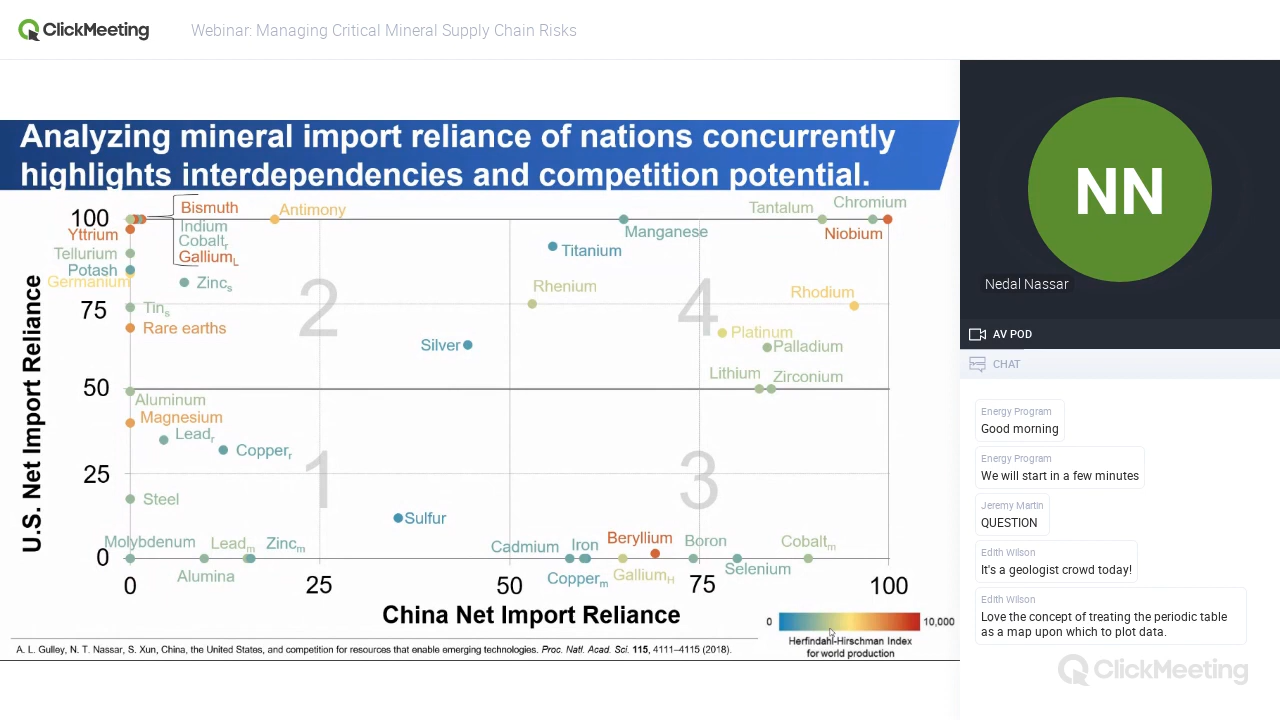 ClickMeeting
Webinar: Managing Critical Mineral Supply Chain Risks
Analyzing mineral import reliance of nations concurrently
highlights interdependencies and competition potential.
U.S. Net Import Reliance
100
75
50
25
0
Bismuth
Indium
Cobaltr
GalliumL
Antimony
Yttrium
Tellurium
Potash
Germanium
Zincs
Tins
Rare earths
2
Manganese
Titanium
Tantalum
Chromium
Niobium
Rhenium
Silver
4
Rhodium
Platinum
Palladium
Lithium
Zirconium
Aluminum
Magnesium
Leadr
Copperr
Steel
1
3
Sulfur
Molybdenum
Alumina
Leadm
Zincm
Cadmium
Iron
Copperm
Beryllium
GalliumH
Boron
Selenium
Cobaltm
0
25
50
75
100
China Net Import Reliance
0
10,000
Herfindahl-Hirschman Index
for world production
A. L. Gulley, N. T. Nassar, S. Xun, China, the United States, and competition for resources that enable emerging technologies. Proc. Natl. Acad. Sci. 115, 4111–4115 (2018).
NN
Nedal Nassar
AV POD
CHAT
Energy Program
Good morning
Energy Program
We will start in a few minutes
Jeremy Martin
QUESTION
Edith Wilson
It's a geologist crowd today!
Edith Wilson
Love the concept of treating the periodic table
as a map upon which to plot data.
ClickMeeting